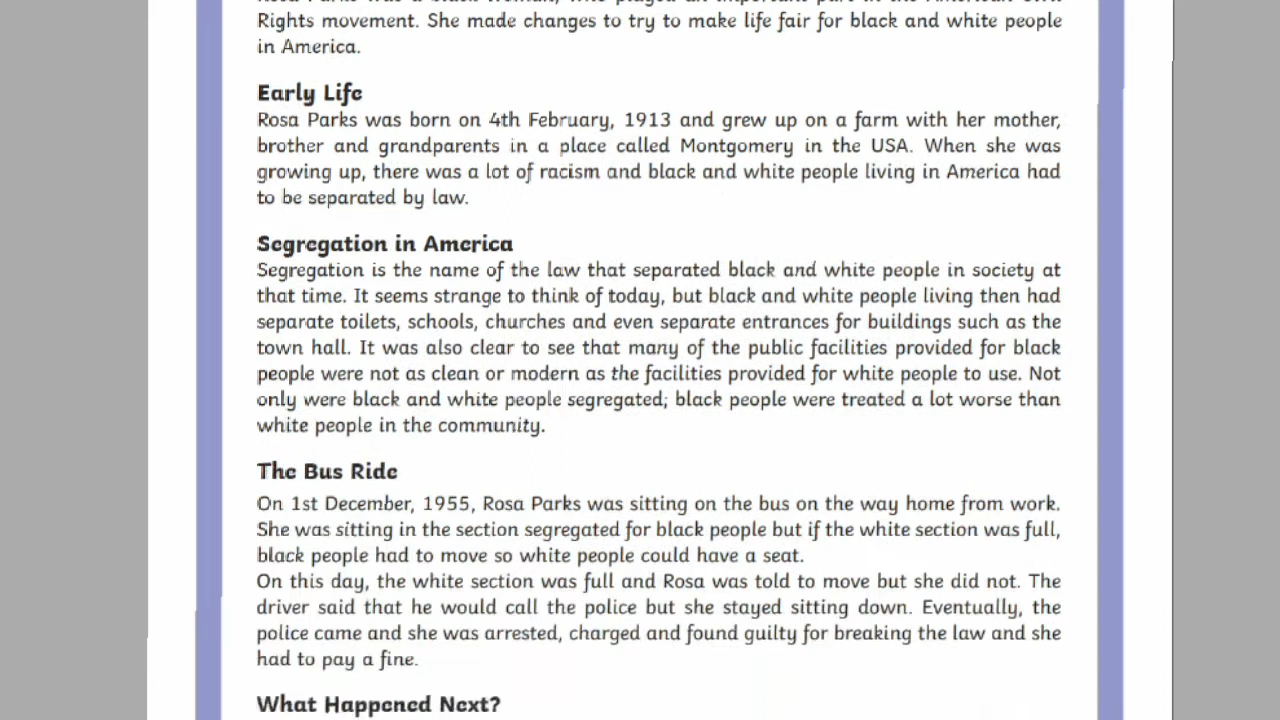 Rights movement. She made changes to try to make life fair for black and white people
in America.
Early Life
Rosa Parks was born on 4th February, 1913 and grew up on a farm with her mother,
brother and grandparents in a place called Montgomery in the USA. When she was
growing up, there was a lot of racism and black and white people living in America had
to be separated by law.
Segregation in America
Segregation is the name of the law that separated black and white people in society at
that time. It seems strange to think of today, but black and white people living then had
separate toilets, schools, churches and even separate entrances for buildings such as the
town hall. It was also clear to see that many of the public facilities provided for black
people were not as clean or modern as the facilities provided for white people to use. Not
only were black and white people segregated; black people were treated a lot worse than
white people in the community.
The Bus Ride
On 1st December, 1955, Rosa Parks was sitting on the bus on the way home from work.
She was sitting in the section segregated for black people but if the white section was full,
black people had to move so white people could have a seat.
On this day, the white section was full and Rosa was told to move but she did not. The
driver said that he would call the police but she stayed sitting down. Eventually, the
police came and she was arrested, charged and found guilty for breaking the law and she
had to pay a fine.
What Happened Next?